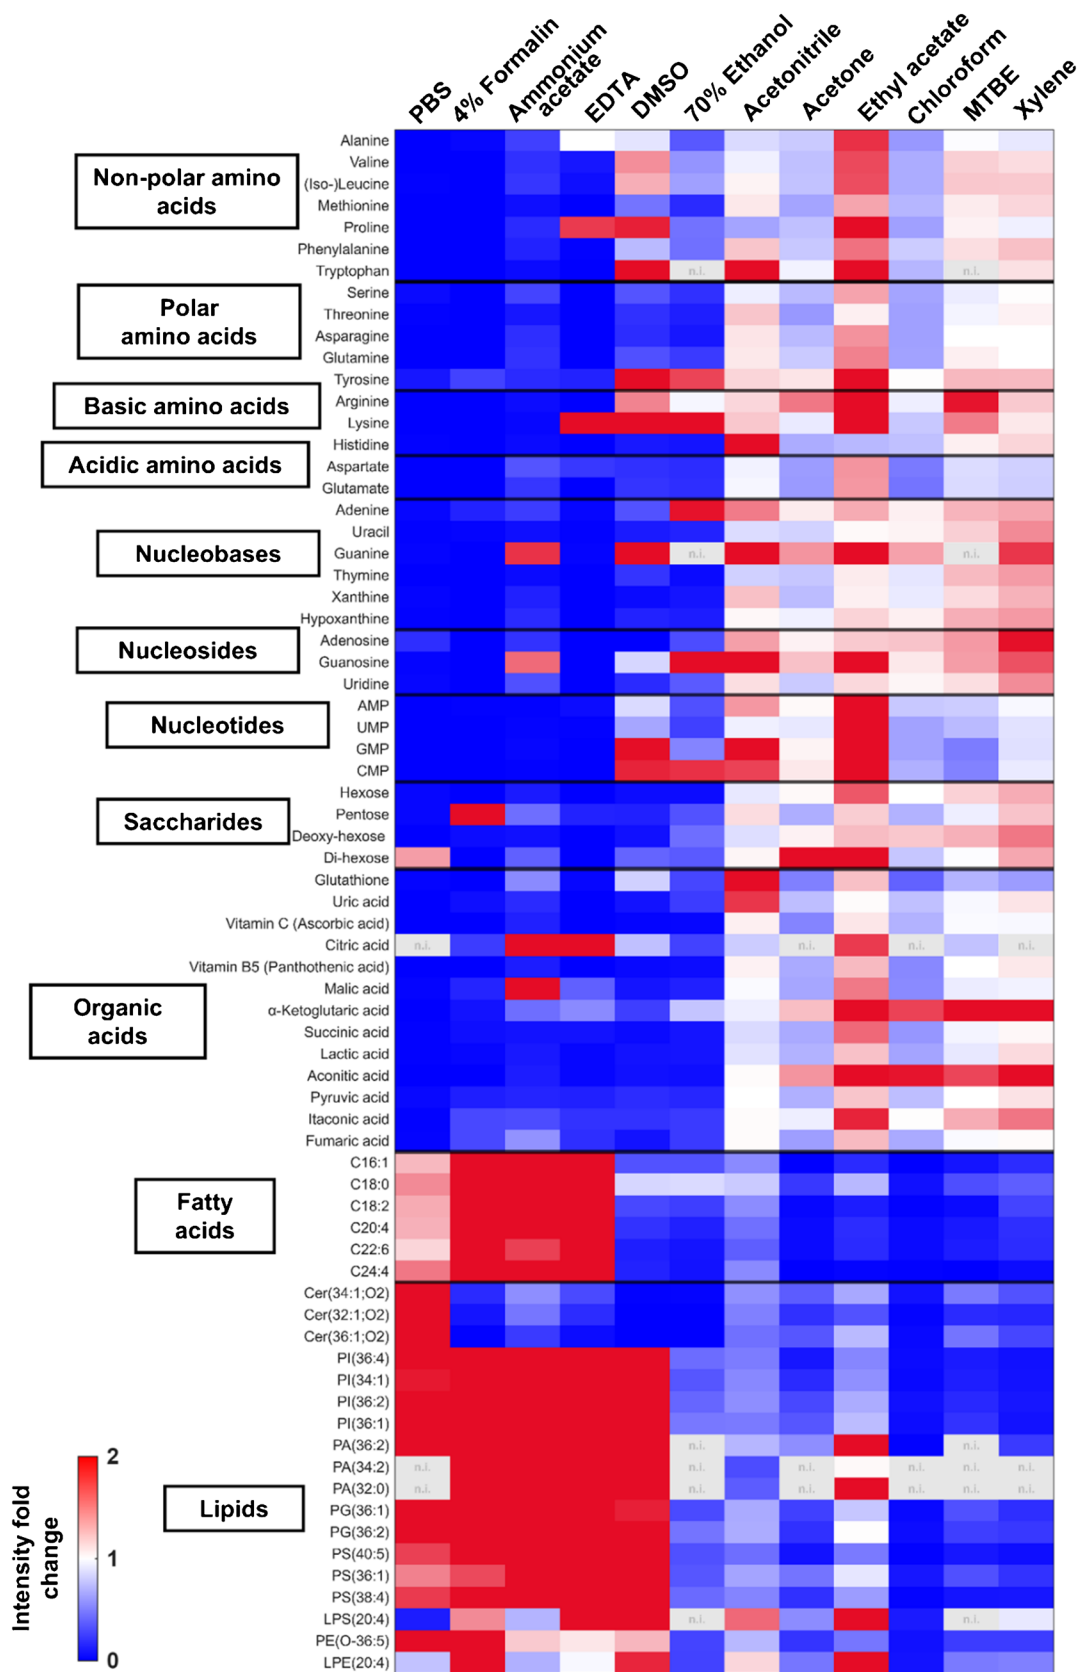 PBS
4% Formalin
Ammonium
acetate
EDTA
DMSO
70% Ethanol
Acetonitrile
Acetone
Ethyl acetate
Chloroform
MTBE
Xylene
Non-polar amino
acids
Alanine
Valine
(Iso-)Leucine
Methionine
Proline
Phenylalanine
Tryptophan n.i. n.i.
Polar
amino acids
Serine
Threonine
Asparagine
Glutamine
Tyrosine
Basic amino acids
Arginine
Lysine
Histidine
Acidic amino acids
Aspartate
Glutamate
Nucleobases
Adenine
Uracil
Guanine n.i. n.i.
Thymine
Xanthine
Hypoxanthine
Nucleosides
Adenosine
Guanosine
Uridine
Nucleotides
AMP
UMP
GMP
CMP
Saccharides
Hexose
Pentose
Deoxy-hexose
Di-hexose
Organic
acids
Glutathione
Uric acid
Vitamin C (Ascorbic acid)
Citric acid n.i. n.i. n.i. n.i.
Vitamin B5 (Panthothenic acid)
Malic acid
α-Ketoglutaric acid
Succinic acid
Lactic acid
Aconitic acid
Pyruvic acid
Itaconic acid
Fumaric acid
Fatty
acids
C16:1
C18:0
C18:2
C20:4
C22:6
C24:4
Lipids
Cer(34:1;O2)
Cer(32:1;O2)
Cer(36:1;O2)
PI(36:4)
PI(34:1)
PI(36:2)
PI(36:1)
PA(36:2) n.i. n.i.
PA(34:2) n.i. n.i. n.i. n.i. n.i. n.i.
PA(32:0) n.i. n.i. n.i. n.i. n.i. n.i.
PG(36:1)
PG(36:2)
PS(40:5)
PS(36:1)
PS(38:4)
LPS(20:4) n.i. n.i.
PE(O-36:5)
LPE(20:4)
Intensity fold
change
2
1
0